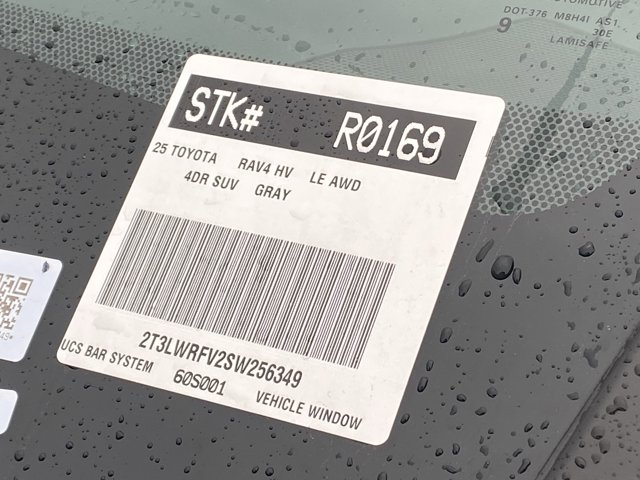 OMOTIVE
DOT-376 M8H4I AS1
9 30E
LAMISAFE
STK# R0169
25 TOYOTA RAV4 HV LE AWD
4DR SUV GRAY
2T3LWRFV2SW256349
UCS BAR SYSTEM 60S001 VEHICLE WINDOW